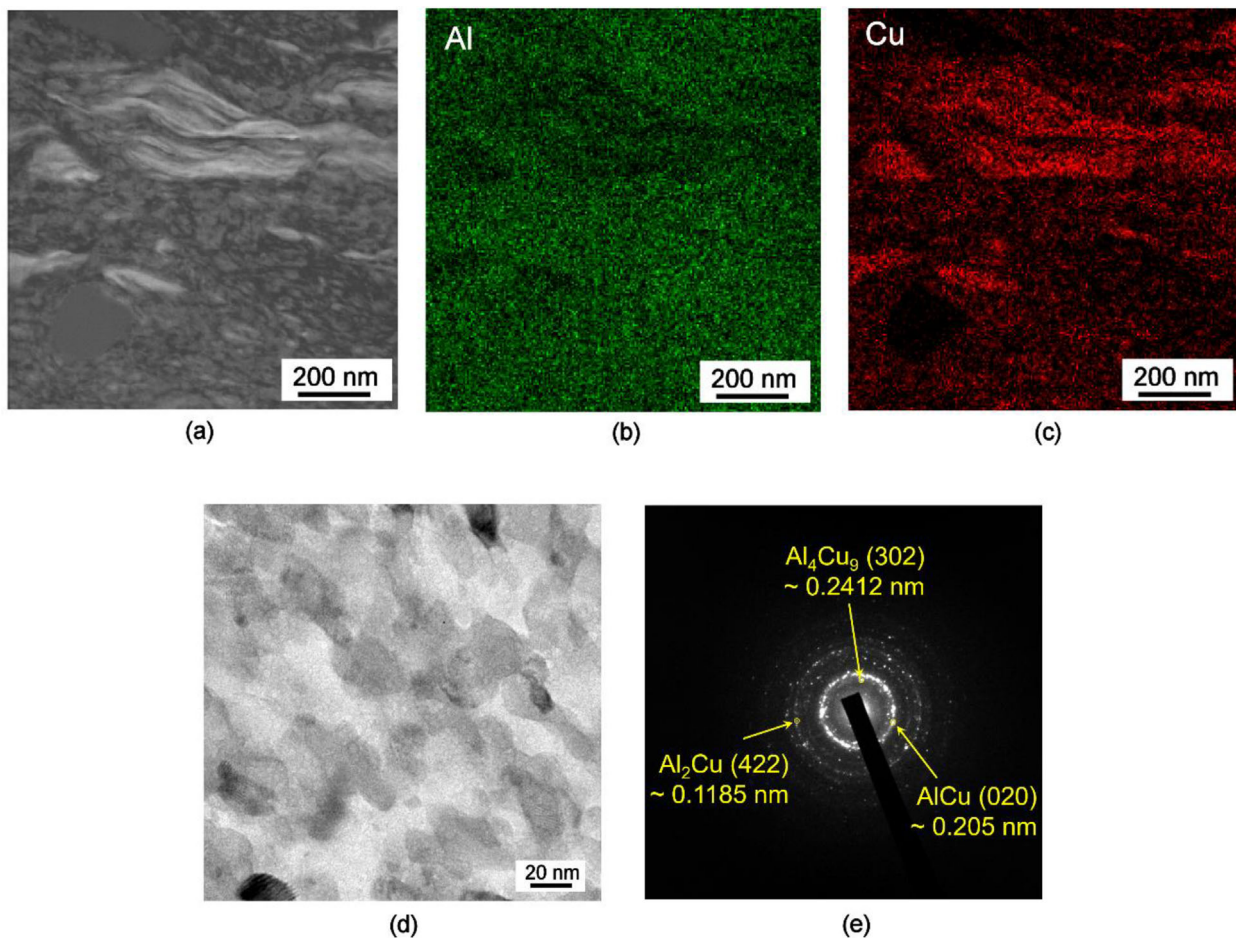 Al
Cu
200 nm
200 nm
200 nm
(a)
(b)
(c)
Al₄Cu₉ (302)
~ 0.2412 nm
Al₂Cu (422)
~ 0.1185 nm
AlCu (020)
~ 0.205 nm
20 nm
(d)
(e)